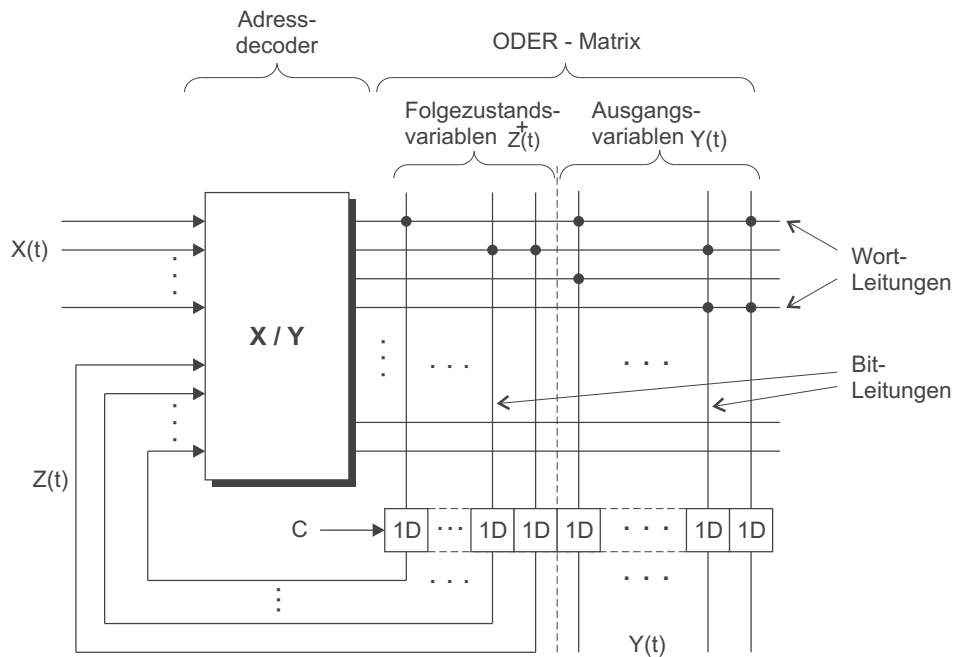 Adress-
decoder
ODER - Matrix
Folgezustands-
variablen Z⁺(t)
Ausgangs-
variablen Y(t)
X(t)
Wort-
Leitungen
X / Y
Bit-
Leitungen
Z(t)
C
1D
1D
1D
1D
1D
1D
Y(t)